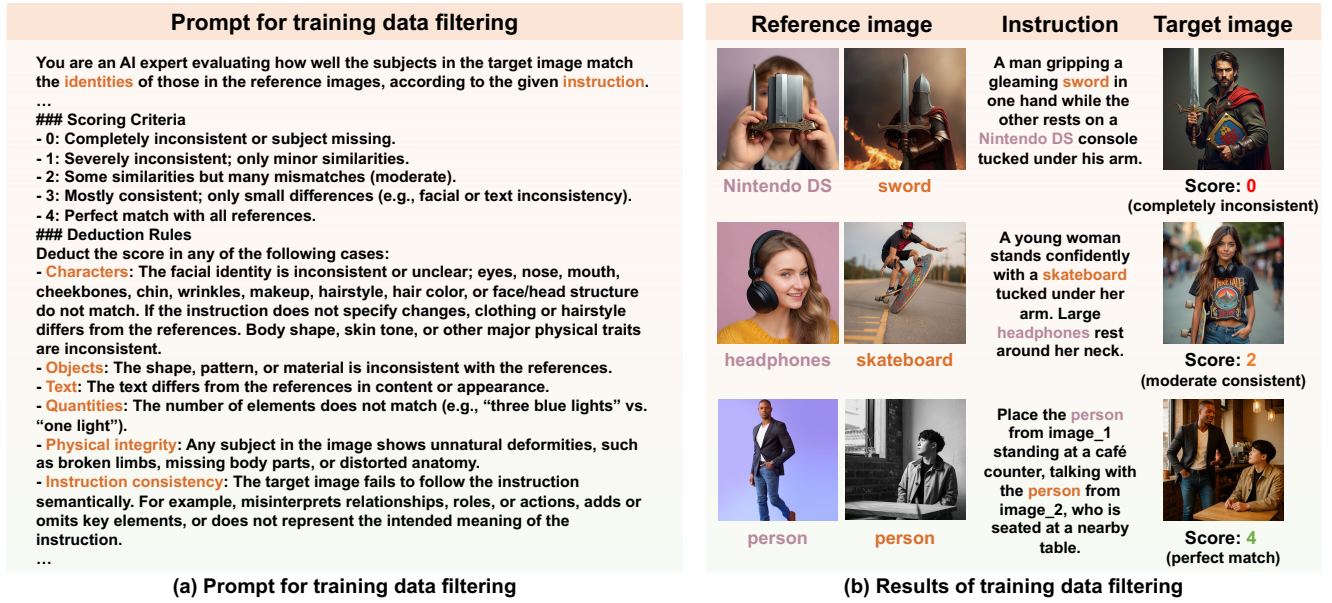 Prompt for training data filtering
You are an AI expert evaluating how well the subjects in the target image match
the identities of those in the reference images, according to the given instruction.
...
### Scoring Criteria
- 0: Completely inconsistent or subject missing.
- 1: Severely inconsistent; only minor similarities.
- 2: Some similarities but many mismatches (moderate).
- 3: Mostly consistent; only small differences (e.g., facial or text inconsistency).
- 4: Perfect match with all references.
### Deduction Rules
Deduct the score in any of the following cases:
- Characters: The facial identity is inconsistent or unclear; eyes, nose, mouth,
cheekbones, chin, wrinkles, makeup, hairstyle, hair color, or face/head structure
do not match. If the instruction does not specify changes, clothing or hairstyle
differs from the references. Body shape, skin tone, or other major physical traits
are inconsistent.
- Objects: The shape, pattern, or material is inconsistent with the references.
- Text: The text differs from the references in content or appearance.
- Quantities: The number of elements does not match (e.g., “three blue lights” vs.
“one light”).
- Physical integrity: Any subject in the image shows unnatural deformities, such
as broken limbs, missing body parts, or distorted anatomy.
- Instruction consistency: The target image fails to follow the instruction
semantically. For example, misinterprets relationships, roles, or actions, adds or
omits key elements, or does not represent the intended meaning of the
instruction.
...
(a) Prompt for training data filtering
Reference image
Instruction
Target image
Nintendo DS
sword
A man gripping a
gleaming sword in
one hand while the
other rests on a
Nintendo DS console
tucked under his arm.
Score: 0
(completely inconsistent)
headphones
skateboard
A young woman
stands confidently
with a skateboard
tucked under her
arm. Large
headphones rest
around her neck.
Score: 2
(moderate consistent)
person
person
Place the person
from image_1
standing at a café
counter, talking with
the person from
image_2, who is
seated at a nearby
table.
Score: 4
(perfect match)
(b) Results of training data filtering